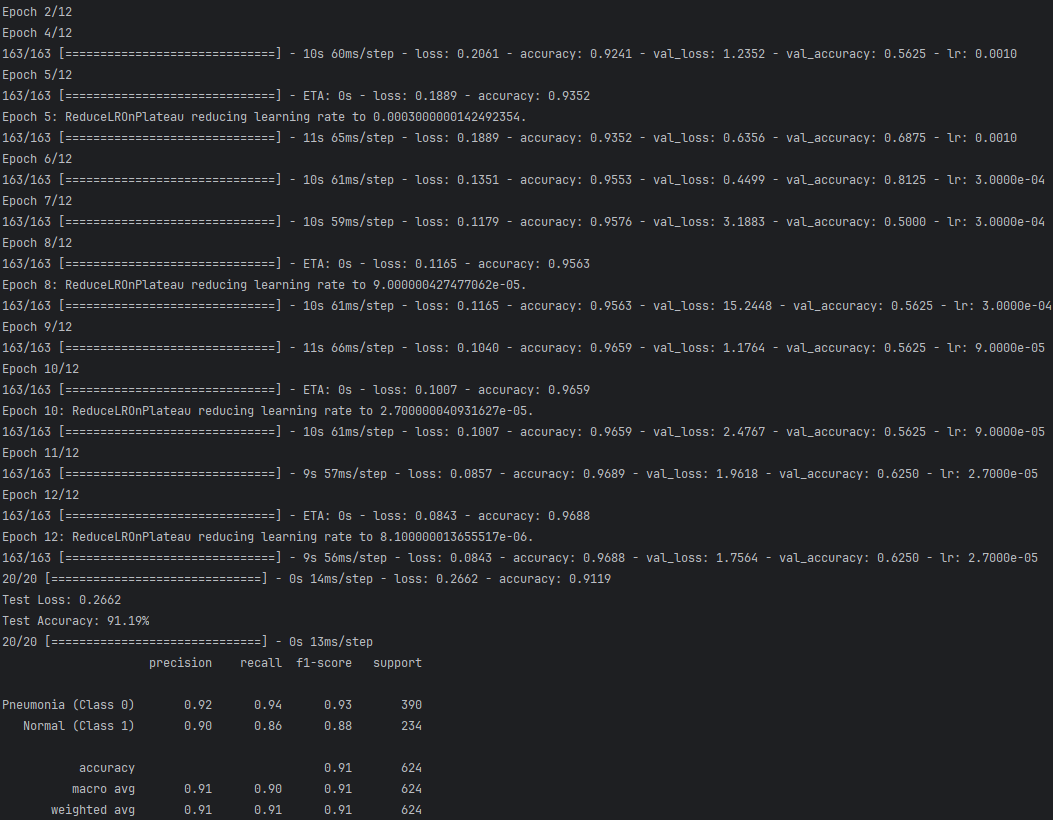 Epoch 2/12
Epoch 4/12
163/163 [==============================] - 10s 60ms/step - loss: 0.2061 - accuracy: 0.9241 - val_loss: 1.2352 - val_accuracy: 0.5625 - lr: 0.0010
Epoch 5/12
163/163 [==============================] - ETA: 0s - loss: 0.1889 - accuracy: 0.9352
Epoch 5: ReduceLROnPlateau reducing learning rate to 0.0003000000142492354.
163/163 [==============================] - 11s 65ms/step - loss: 0.1889 - accuracy: 0.9352 - val_loss: 0.6356 - val_accuracy: 0.6875 - lr: 0.0010
Epoch 6/12
163/163 [==============================] - 10s 61ms/step - loss: 0.1351 - accuracy: 0.9553 - val_loss: 0.4499 - val_accuracy: 0.8125 - lr: 3.0000e-04
Epoch 7/12
163/163 [==============================] - 10s 59ms/step - loss: 0.1179 - accuracy: 0.9576 - val_loss: 3.1883 - val_accuracy: 0.5000 - lr: 3.0000e-04
Epoch 8/12
163/163 [==============================] - ETA: 0s - loss: 0.1165 - accuracy: 0.9563
Epoch 8: ReduceLROnPlateau reducing learning rate to 9.000000427477062e-05.
163/163 [==============================] - 10s 61ms/step - loss: 0.1165 - accuracy: 0.9563 - val_loss: 15.2448 - val_accuracy: 0.5625 - lr: 3.0000e-04
Epoch 9/12
163/163 [==============================] - 11s 66ms/step - loss: 0.1040 - accuracy: 0.9659 - val_loss: 1.1764 - val_accuracy: 0.5625 - lr: 9.0000e-05
Epoch 10/12
163/163 [==============================] - ETA: 0s - loss: 0.1007 - accuracy: 0.9659
Epoch 10: ReduceLROnPlateau reducing learning rate to 2.700000040931627e-05.
163/163 [==============================] - 10s 61ms/step - loss: 0.1007 - accuracy: 0.9659 - val_loss: 2.4767 - val_accuracy: 0.5625 - lr: 9.0000e-05
Epoch 11/12
163/163 [==============================] - 9s 57ms/step - loss: 0.0857 - accuracy: 0.9689 - val_loss: 1.9618 - val_accuracy: 0.6250 - lr: 2.7000e-05
Epoch 12/12
163/163 [==============================] - ETA: 0s - loss: 0.0843 - accuracy: 0.9688
Epoch 12: ReduceLROnPlateau reducing learning rate to 8.100000013655517e-06.
163/163 [==============================] - 9s 56ms/step - loss: 0.0843 - accuracy: 0.9688 - val_loss: 1.7564 - val_accuracy: 0.6250 - lr: 2.7000e-05
20/20 [==============================] - 0s 14ms/step - loss: 0.2662 - accuracy: 0.9119
Test Loss: 0.2662
Test Accuracy: 91.19%
20/20 [==============================] - 0s 13ms/step
precision recall f1-score support
Pneumonia (Class 0) 0.92 0.94 0.93 390
Normal (Class 1) 0.90 0.86 0.88 234
accuracy 0.91 624
macro avg 0.91 0.90 0.91 624
weighted avg 0.91 0.91 0.91 624